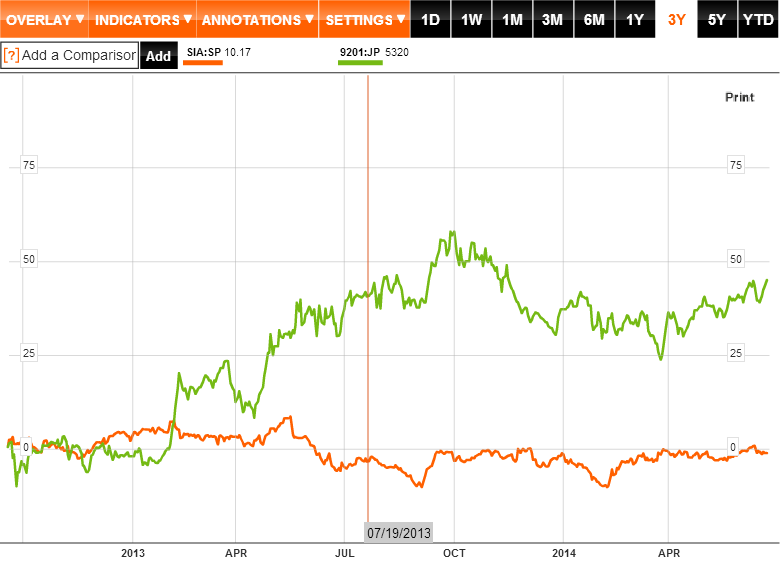 OVERLAY ▼ INDICATORS ▼ ANNOTATIONS ▼ SETTINGS ▼ 1D 1W 1M 3M 6M 1Y 3Y 5Y YTD
[?] Add a Comparison Add SIA:SP 10.17 9201:JP 5320
Print
75 75
50 50
25 25
0 0
07/19/2013
2013 APR JUL OCT 2014 APR